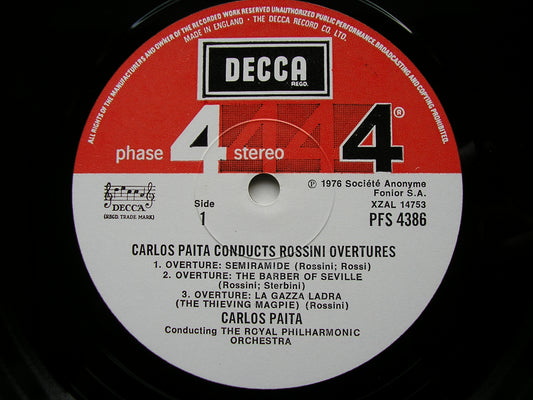 ALL RIGHTS OF THE MANUFACTURERS AND OWNER OF THE RECORDED WORK RESERVED UNAUTHORIZED PUBLIC PERFORMANCE, BROADCASTING AND COPYING PROHIBITED.
MADE IN ENGLAND • THE DECCA RECORD CO. LTD.
DECCA
REGD.
phase 4 stereo 4 4 4®
DECCA
(REGD. TRADE MARK)
Side
1
℗ 1976 Société Anonyme
Fonior S.A.
XZAL 14753
PFS 4386
CARLOS PAITA CONDUCTS ROSSINI OVERTURES
1. OVERTURE: SEMIRAMIDE (Rossini; Rossi)
2. OVERTURE: THE BARBER OF SEVILLE
(Rossini; Sterbini)
3. OVERTURE: LA GAZZA LADRA
(THE THIEVING MAGPIE) (Rossini)
CARLOS PAITA
Conducting THE ROYAL PHILHARMONIC
ORCHESTRA